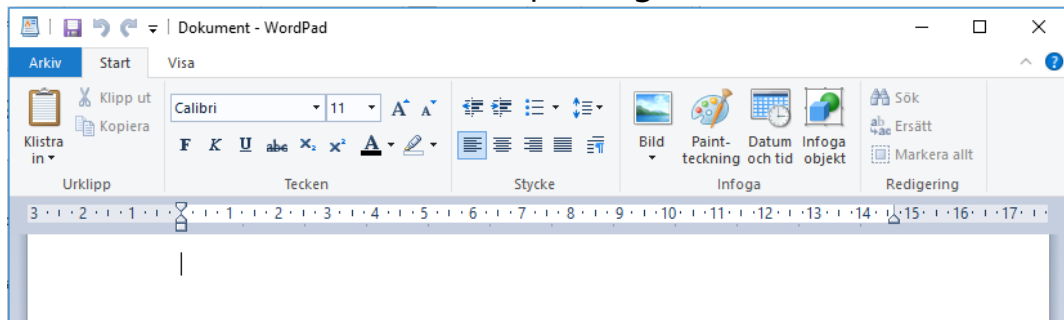 Dokument - WordPad
Arkiv Start Visa
Klistra in
Klipp ut
Kopiera
Urklipp
Calibri 11 A A
F K U abc X₂ x² A
Tecken
Stycke
Bild
Paint-
teckning
Datum
och tid
Infoga
objekt
Infoga
Sök
Ersätt
Markera allt
Redigering
3 2 1 1 2 3 4 5 6 7 8 9 10 11 12 13 14 15 16 17